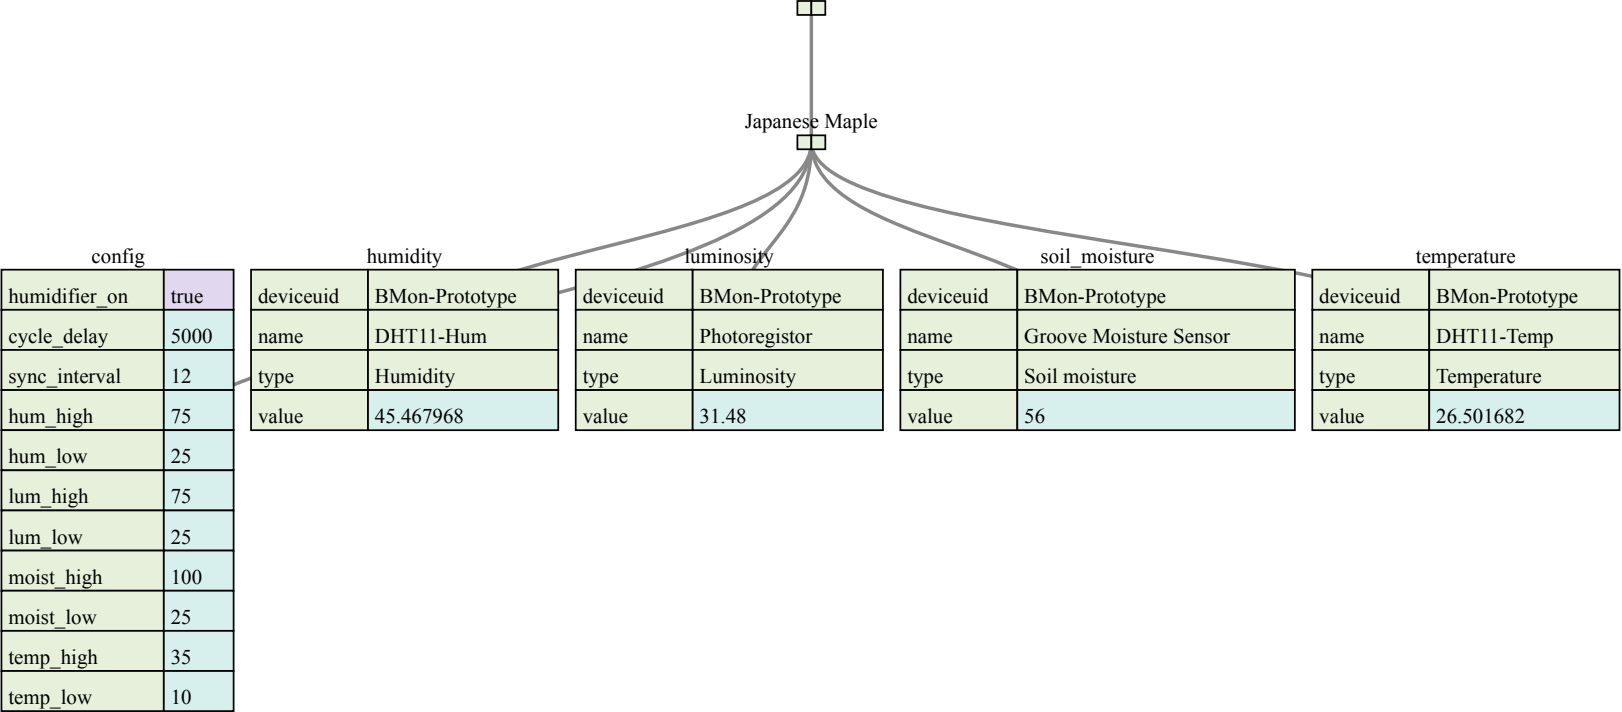 Japanese Maple
config
humidifier_on true
cycle_delay 5000
sync_interval 12
hum_high 75
hum_low 25
lum_high 75
lum_low 25
moist_high 100
moist_low 25
temp_high 35
temp_low 10
humidity
deviceuid BMon-Prototype
name DHT11-Hum
type Humidity
value 45.467968
luminosity
deviceuid BMon-Prototype
name Photoregistor
type Luminosity
value 31.48
soil_moisture
deviceuid BMon-Prototype
name Groove Moisture Sensor
type Soil moisture
value 56
temperature
deviceuid BMon-Prototype
name DHT11-Temp
type Temperature
value 26.501682